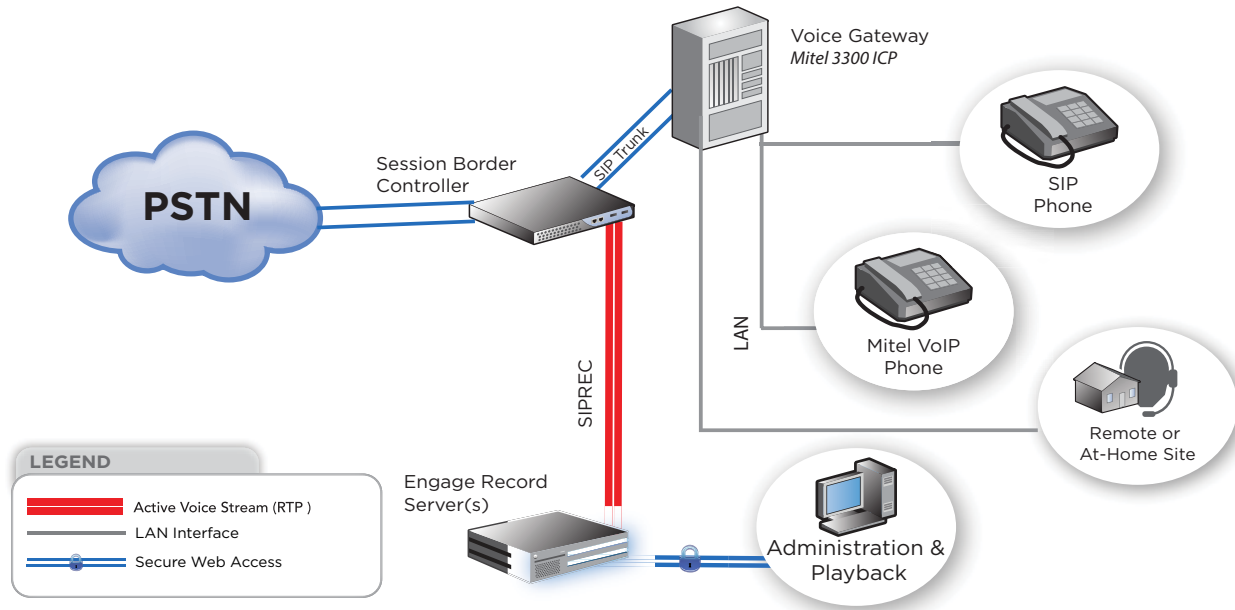 Voice Gateway
Mitel 3300 ICP
Session Border
Controller
SIP Trunk
PSTN
SIP
Phone
LAN
Mitel VoIP
Phone
SIPREC
Remote or
At-Home Site
LEGEND
Active Voice Stream (RTP )
LAN Interface
Secure Web Access
Engage Record
Server(s)
Administration &
Playback